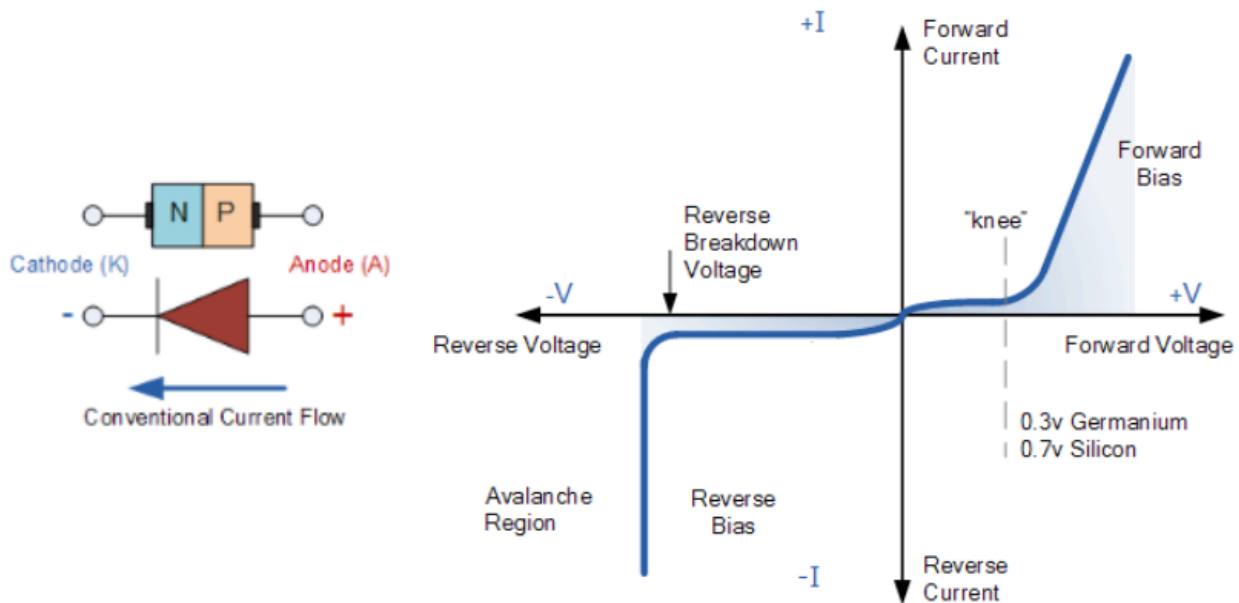 N P
Cathode (K)
Anode (A)
-
+
Conventional Current Flow
+I
Forward
Current
Forward
Bias
"knee"
Reverse
Breakdown
Voltage
-V
+V
Reverse Voltage
Forward Voltage
0.3v Germanium
0.7v Silicon
Avalanche
Region
Reverse
Bias
-I
Reverse
Current